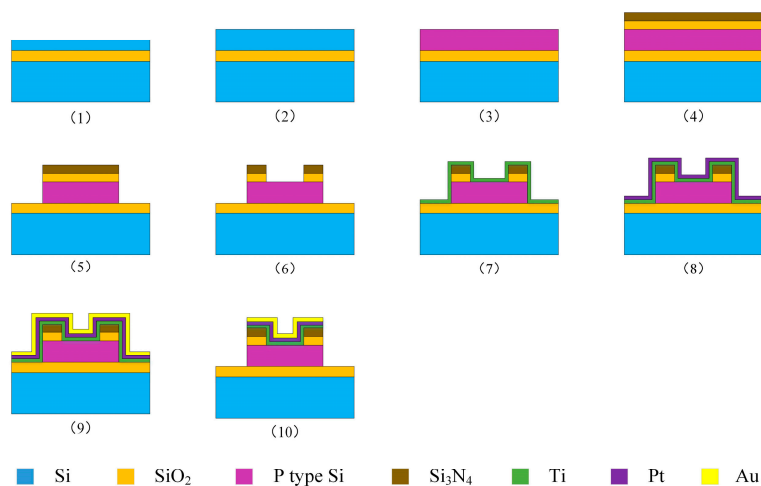 (1) (2) (3) (4)
(5) (6) (7) (8)
(9) (10)
Si SiO₂ P type Si Si₃N₄ Ti Pt Au